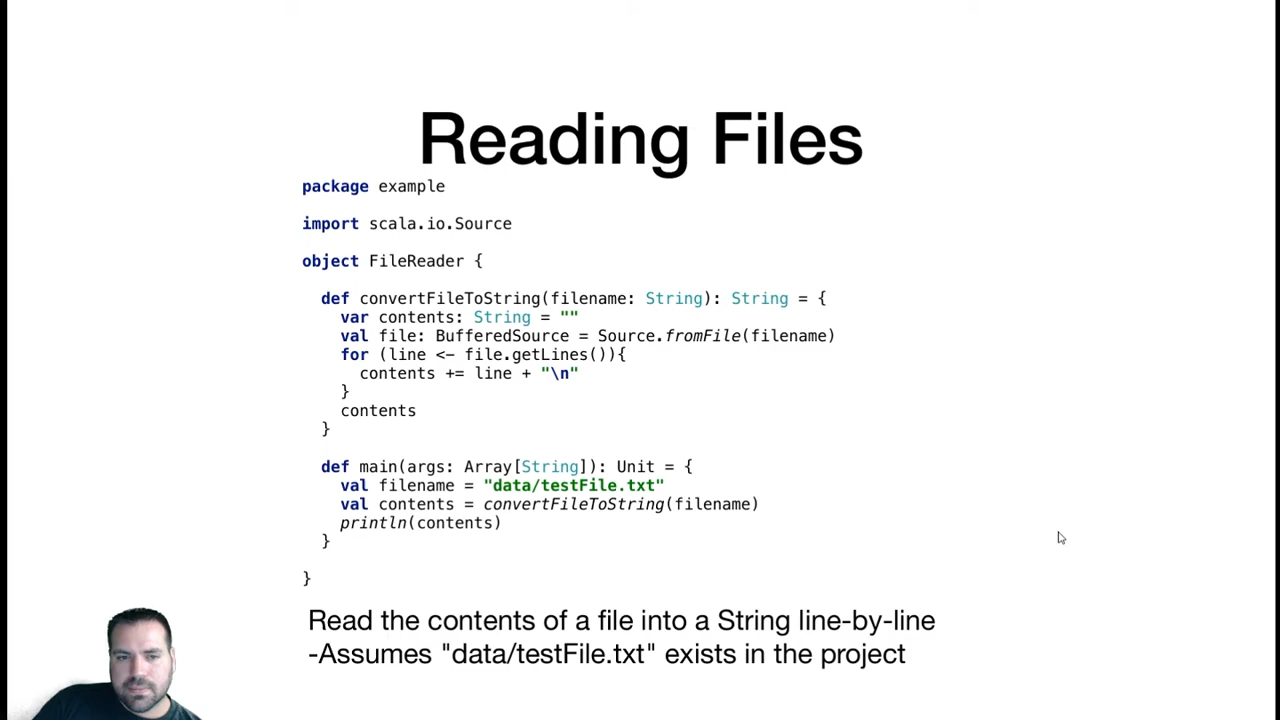 Reading Files
package example
import scala.io.Source
object FileReader {
def convertFileToString(filename: String): String = {
var contents: String = ""
val file: BufferedSource = Source.fromFile(filename)
for (line <- file.getLines()){
contents += line + "\n"
}
contents
}
def main(args: Array[String]): Unit = {
val filename = "data/testFile.txt"
val contents = convertFileToString(filename)
println(contents)
}
}
Read the contents of a file into a String line-by-line
-Assumes "data/testFile.txt" exists in the project